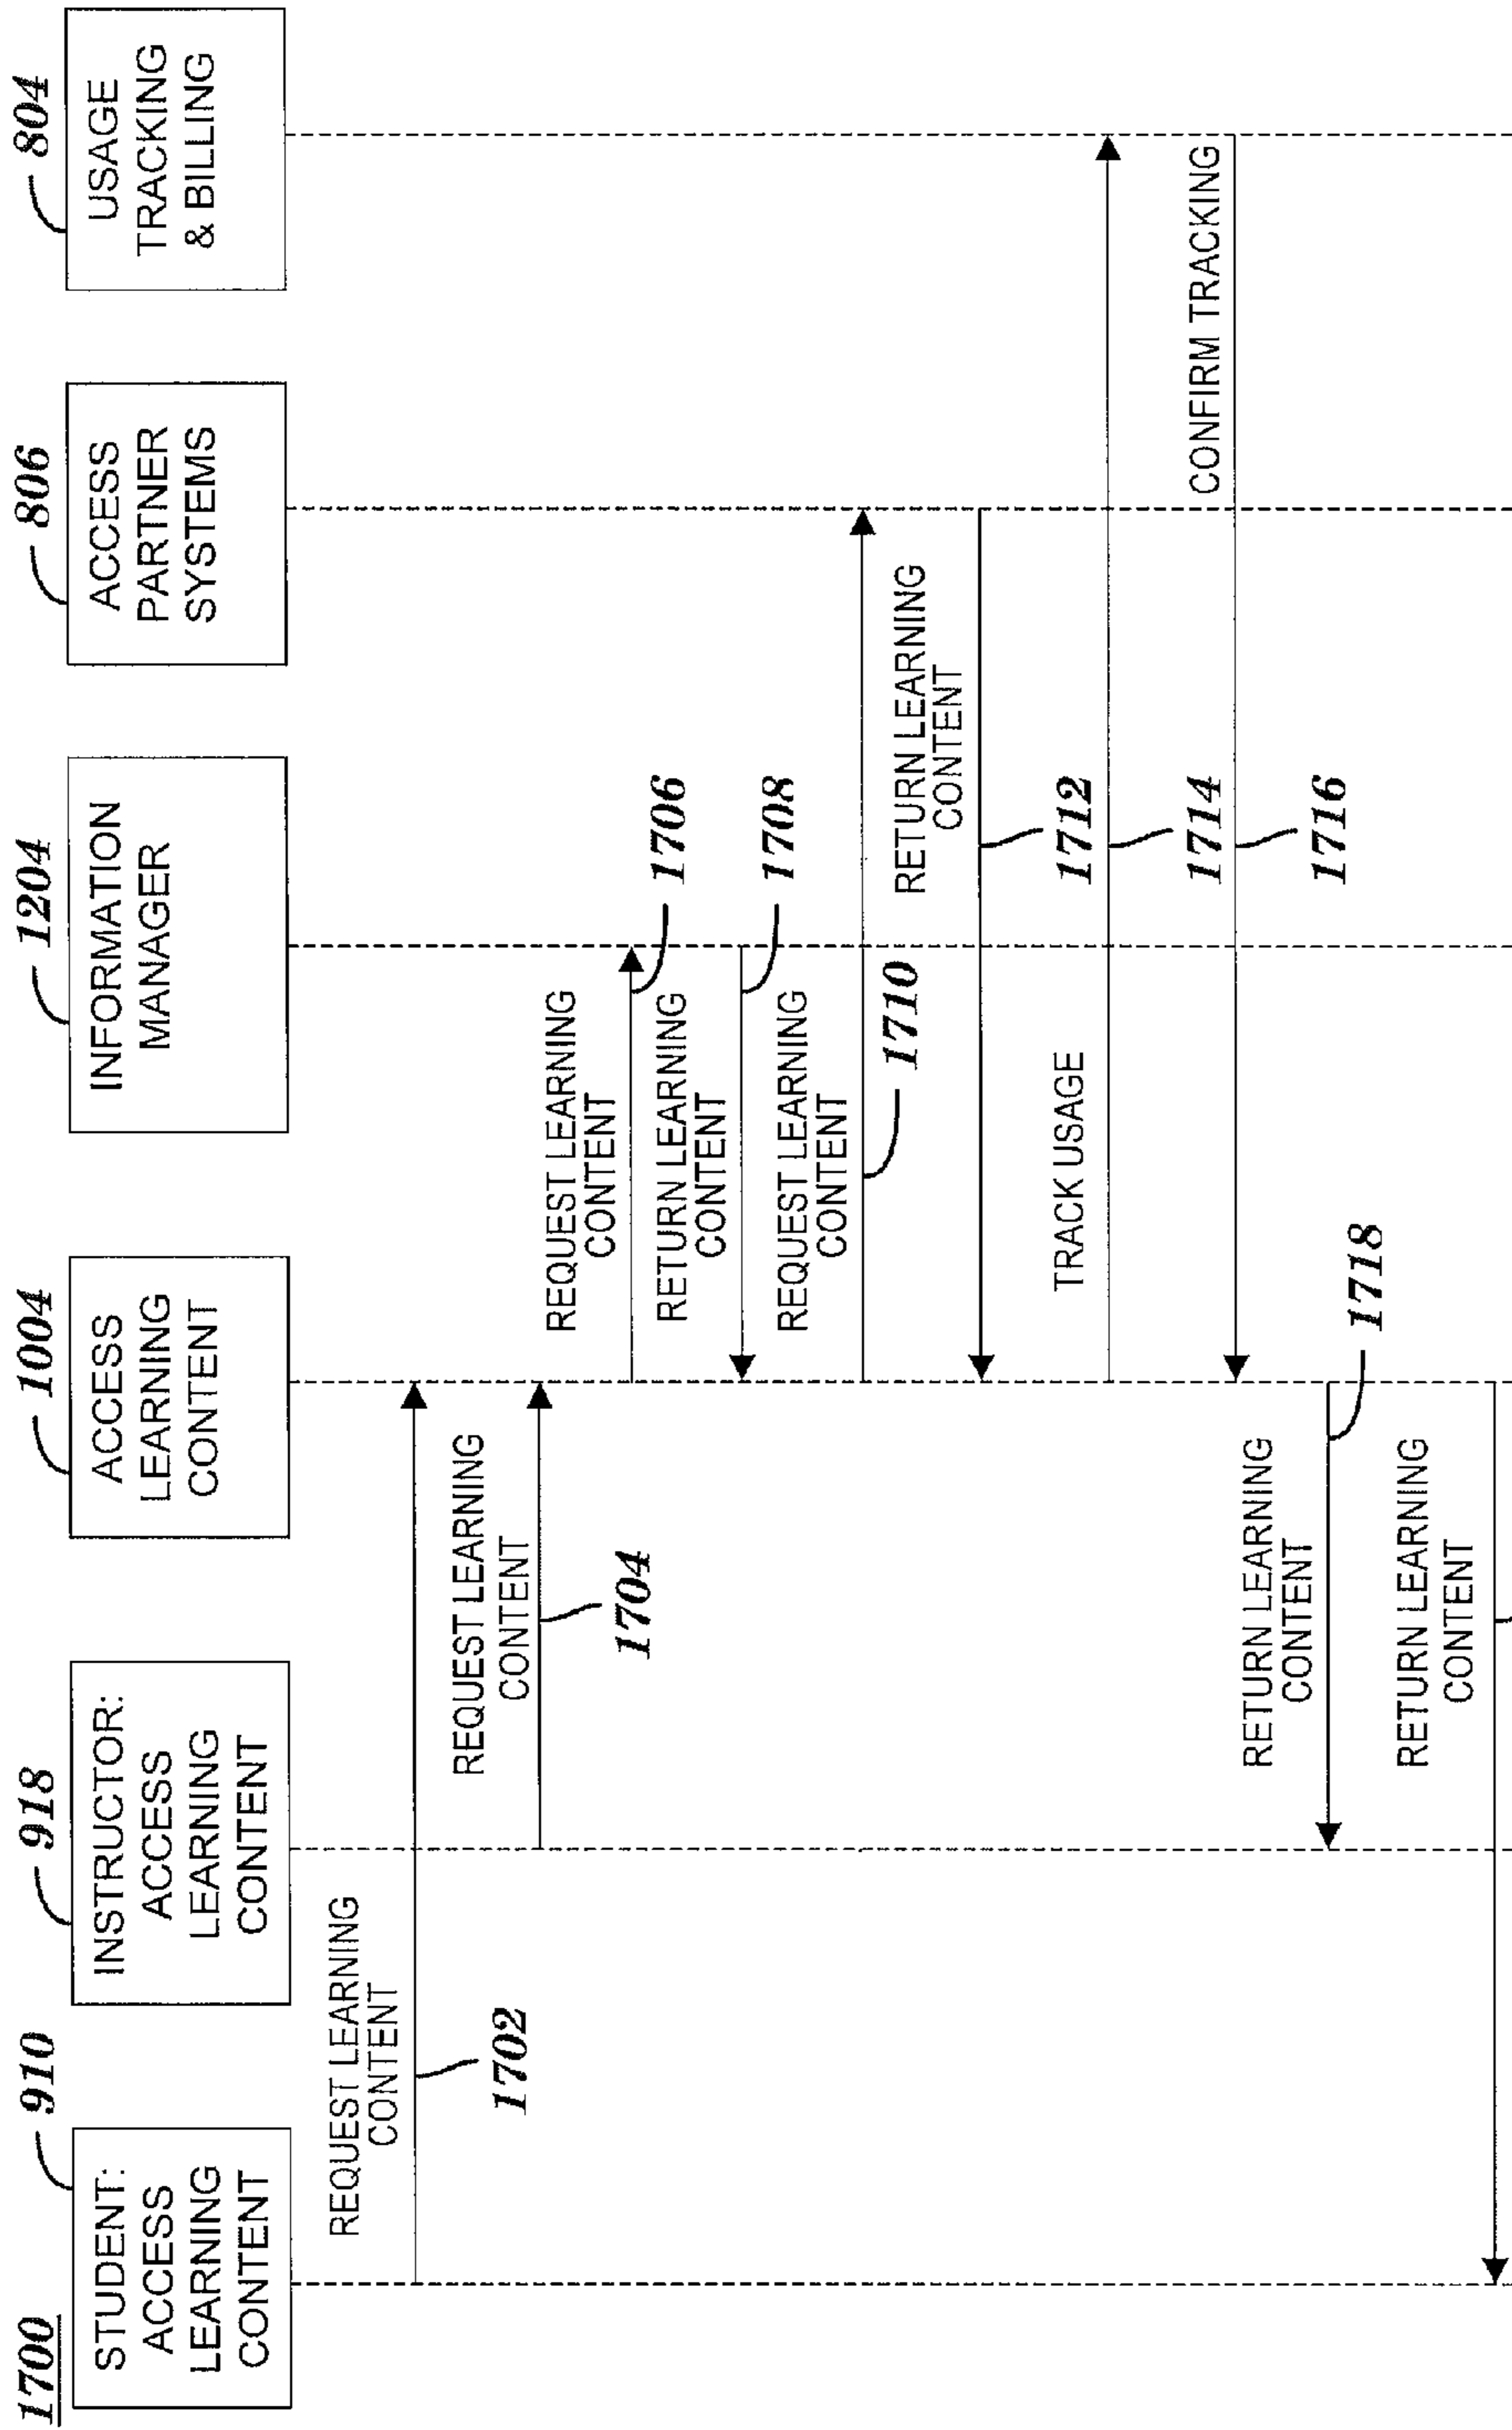 1700
910
STUDENT:
ACCESS
LEARNING
CONTENT
918
INSTRUCTOR:
ACCESS
LEARNING
CONTENT
1004
ACCESS
LEARNING
CONTENT
1204
INFORMATION
MANAGER
806
ACCESS
PARTNER
SYSTEMS
804
USAGE
TRACKING
& BILLING
REQUEST LEARNING
CONTENT
1702
REQUEST LEARNING
CONTENT
1704
REQUEST LEARNING
CONTENT
1706
RETURN LEARNING
CONTENT
1708
REQUEST LEARNING
CONTENT
1710
RETURN LEARNING
CONTENT
1712
TRACK USAGE
1714
CONFIRM TRACKING
1716
RETURN LEARNING
CONTENT
1718
RETURN LEARNING
CONTENT